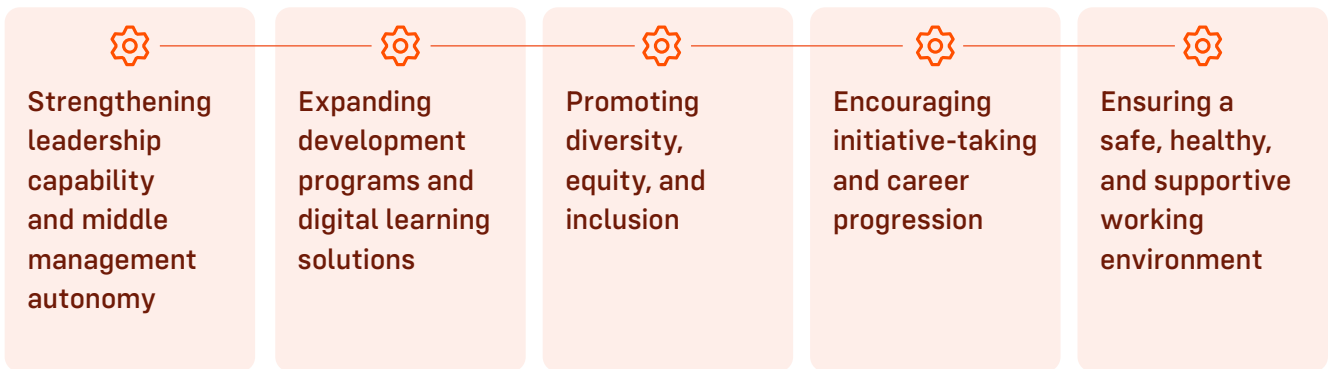 Strengthening
leadership
capability
and middle
management
autonomy
Expanding
development
programs and
digital learning
solutions
Promoting
diversity,
equity, and
inclusion
Encouraging
initiative-taking
and career
progression
Ensuring a
safe, healthy,
and supportive
working
environment